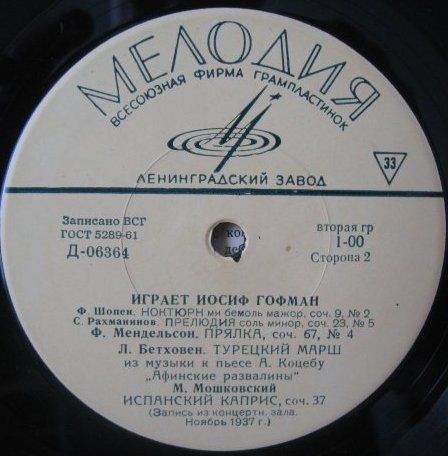 МЕЛОДИЯ
ВСЕСОЮЗНАЯ ФИРМА ГРАМПЛАСТИНОК
ЛЕНИНГРАДСКИЙ ЗАВОД
33
Записано ВСГ
ГОСТ 5289-61
Д-06364
вторая гр
1-00
Сторона 2
ИГРАЕТ ИОСИФ ГОФМАН
Ф. Шопен. НОКТЮРН ми бемоль мажор, соч. 9, № 2
С. Рахманинов. ПРЕЛЮДИЯ соль минор, соч. 23, № 5
Ф. Мендельсон. ПРЯЛКА, соч. 67, № 4
Л. Бетховен. ТУРЕЦКИЙ МАРШ
из музыки к пьесе А. Коцебу
„Афинские развалины"
М. Мошковский
ИСПАНСКИЙ КАПРИС, соч. 37
(Запись из концертн. зала.
Ноябрь 1937 г.)